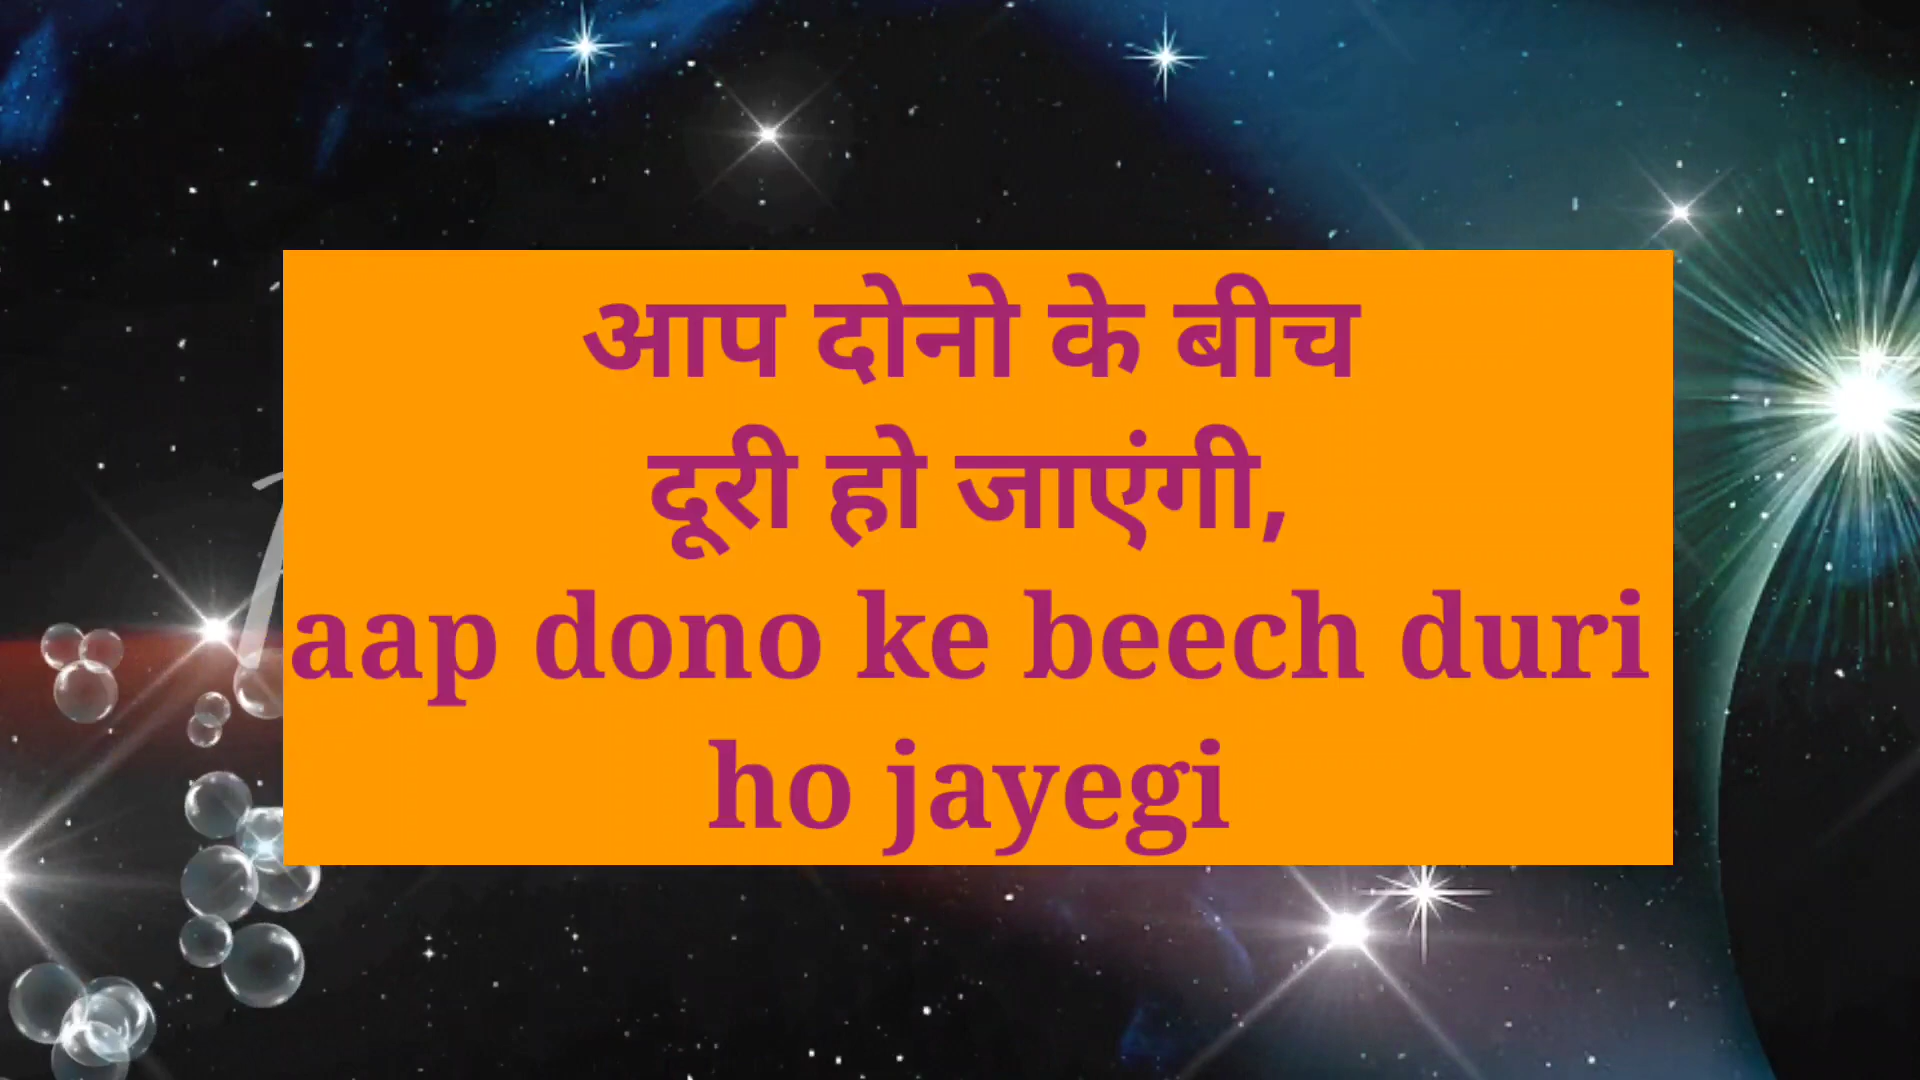 आप दोनो के बीच
दूरी हो जाएंगी,
aap dono ke beech duri
ho jayegi